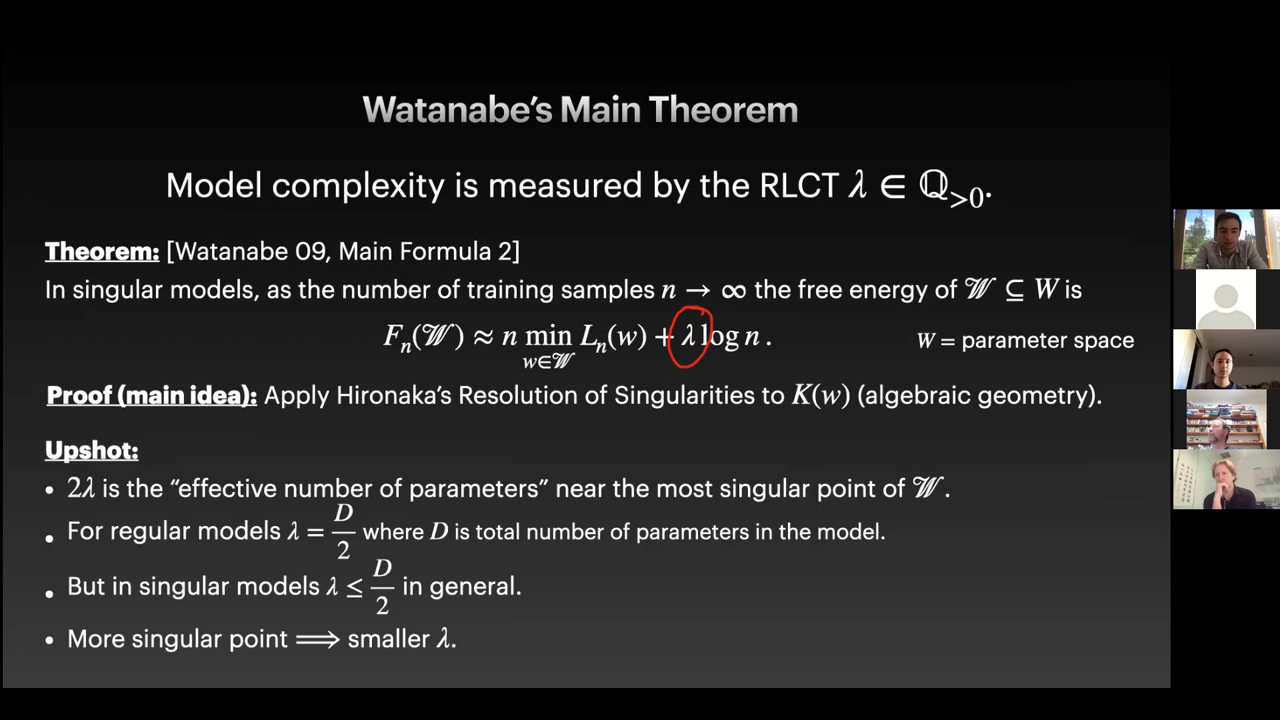 Watanabe's Main Theorem
Model complexity is measured by the RLCT λ ∈ ℚ>0.
Theorem: [Watanabe 09, Main Formula 2]
In singular models, as the number of training samples n → ∞ the free energy of 𝒲 ⊆ W is
Fn(𝒲) ≈ n min w∈𝒲 Ln(w) + λ log n .
W = parameter space
Proof (main idea): Apply Hironaka's Resolution of Singularities to K(w) (algebraic geometry).
Upshot:
• 2λ is the “effective number of parameters” near the most singular point of 𝒲.
• For regular models λ = D/2 where D is total number of parameters in the model.
• But in singular models λ ≤ D/2 in general.
• More singular point ⟹ smaller λ.